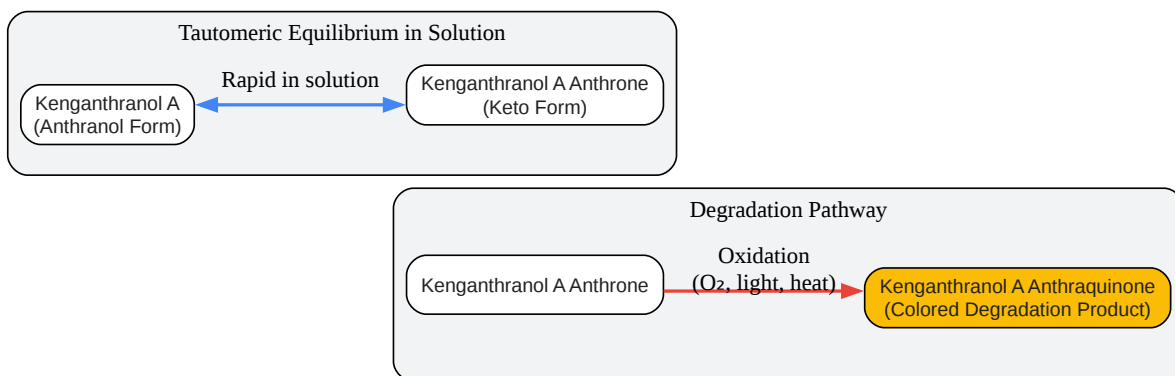 Tautomeric Equilibrium in Solution
Rapid in solution
Kenganthranol A
(Anthranol Form)
Kenganthranol A Anthrone
(Keto Form)
Degradation Pathway
Kenganthranol A Anthrone
Oxidation
(O₂, light, heat)
Kenganthranol A Anthraquinone
(Colored Degradation Product)